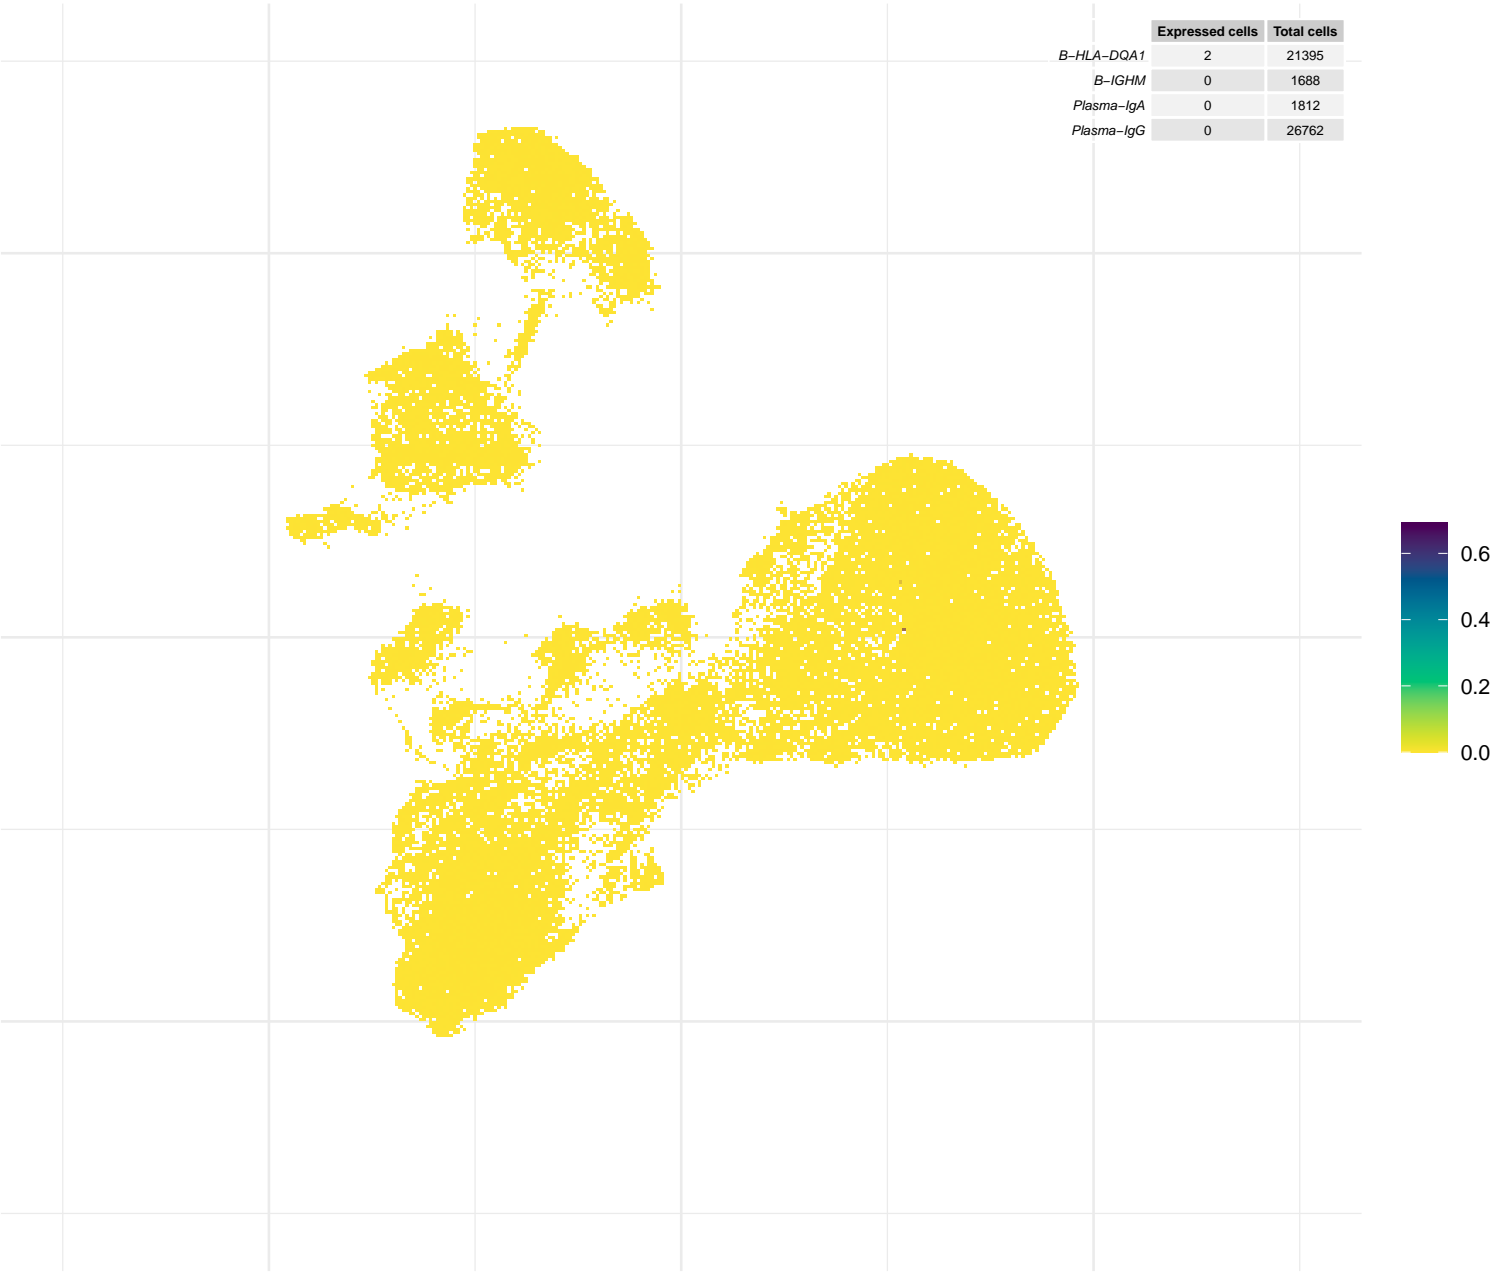 Expressed cells Total cells
B−HLA−DQA1 2 21395
B−IGHM 0 1688
Plasma−IgA 0 1812
Plasma−IgG 0 26762
0.6
0.4
0.2
0.0